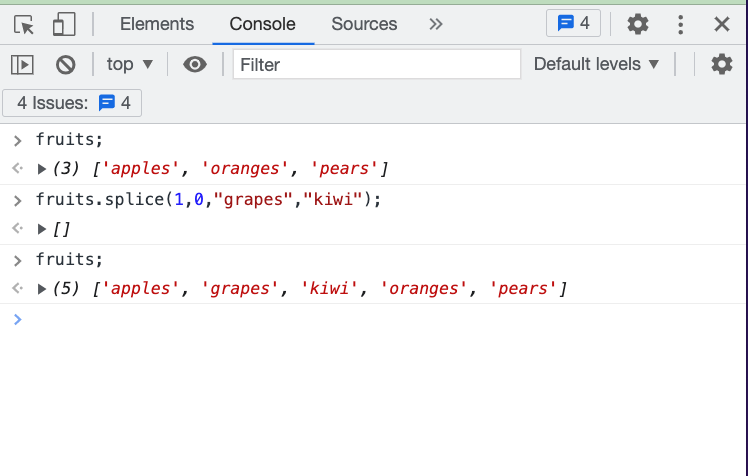 Elements Console Sources » 4
top ▼ Filter Default levels ▼
4 Issues: 4
> fruits;
<· ▶(3) ['apples', 'oranges', 'pears']
> fruits.splice(1,0,"grapes","kiwi");
<· ▶[]
> fruits;
<· ▶(5) ['apples', 'grapes', 'kiwi', 'oranges', 'pears']
>